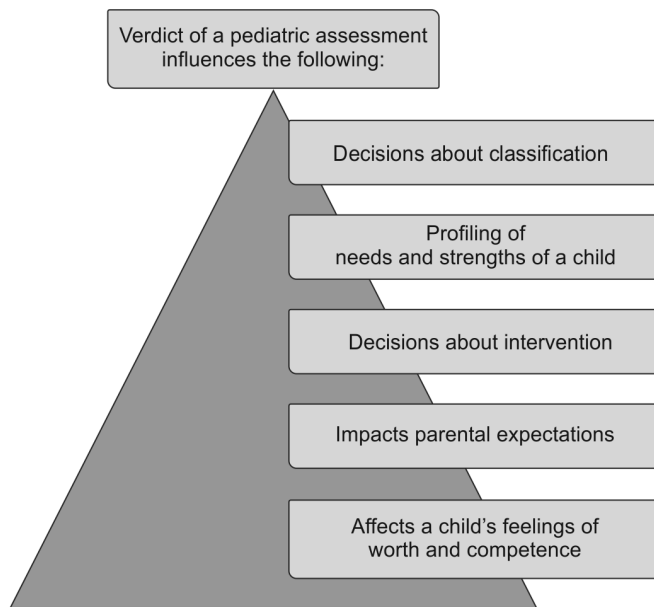 Verdict of a pediatric assessment
influences the following:
Decisions about classification
Profiling of
needs and strengths of a child
Decisions about intervention
Impacts parental expectations
Affects a child's feelings of
worth and competence